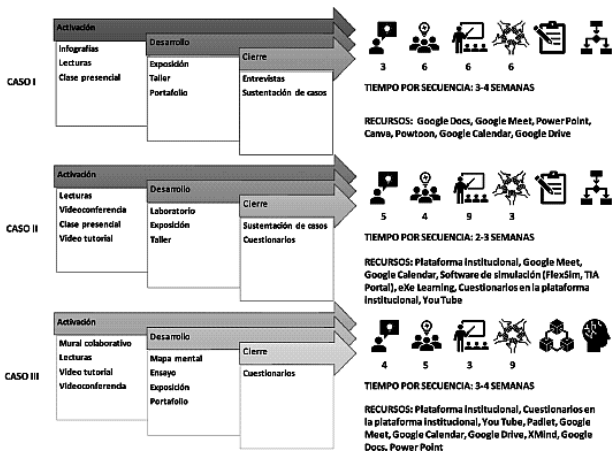 Activación
Infografías
Lecturas
Clase presencial
Desarrollo
Exposición
Taller
Portafolio
Cierre
Entrevistas
Sustentación de casos
CASO I
3 6 6 6
TIEMPO POR SECUENCIA: 3-4 SEMANAS
RECURSOS: Google Docs, Google Meet, Power Point,
Canva, Powtoon, Google Calendar, Google Drive
Activación
Lecturas
Videoconferencia
Clase presencial
Video tutorial
Desarrollo
Laboratorio
Exposición
Taller
Cierre
Sustentación de casos
Cuestionarios
CASO II
5 4 9 3
TIEMPO POR SECUENCIA: 2-3 SEMANAS
RECURSOS: Plataforma institucional, Google Meet,
Google Calendar, Software de simulación (FlexSim, TIA
Portal), eXe Learning, Cuestionarios en la plataforma
institucional, You Tube
Activación
Mural colaborativo
Lecturas
Video tutorial
Videoconferencia
Desarrollo
Mapa mental
Ensayo
Exposición
Portafolio
Cierre
Cuestionarios
CASO III
4 5 3 9
TIEMPO POR SECUENCIA: 3-4 SEMANAS
RECURSOS: Plataforma institucional, Cuestionarios en
la plataforma institucional, You Tube, Padlet, Google
Meet, Google Calendar, Google Drive, XMind, Google
Docs, Power Point